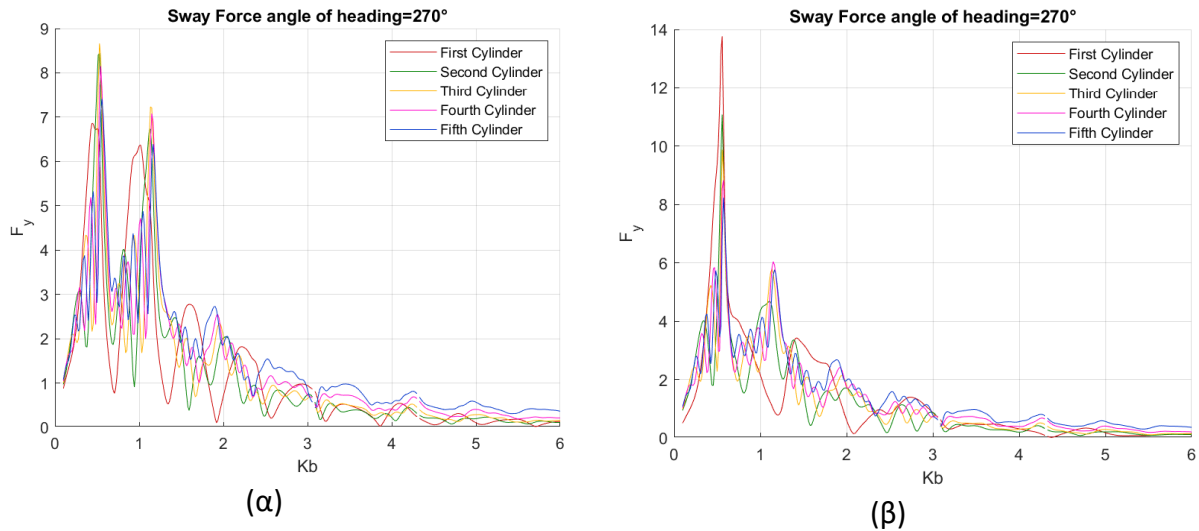 Sway Force angle of heading=270°
9
8
7
6
5
4
3
2
1
0
F_y
0 1 2 3 4 5 6
Kb
First Cylinder
Second Cylinder
Third Cylinder
Fourth Cylinder
Fifth Cylinder
(α)
Sway Force angle of heading=270°
14
12
10
8
6
4
2
0
F_y
0 1 2 3 4 5 6
Kb
First Cylinder
Second Cylinder
Third Cylinder
Fourth Cylinder
Fifth Cylinder
(β)